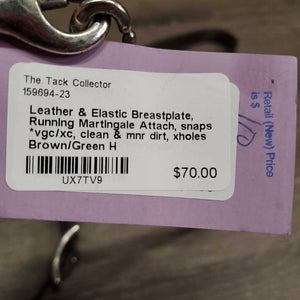 The Tack Collector
159694-23
Leather & Elastic Breastplate,
Running Martingale Attach, snaps
*vgc/xc, clean & mnr dirt, xholes
Brown/Green H
$70.00
UX7TV9
Retail (New) Price
is $